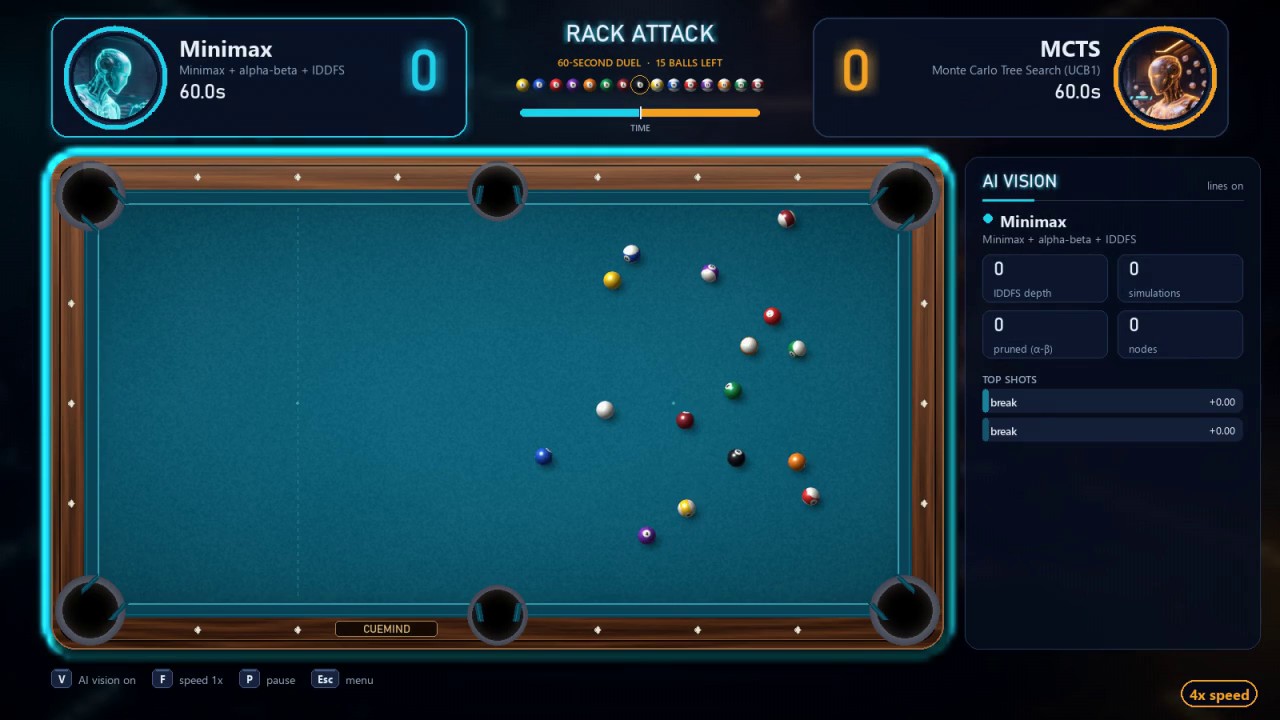 Minimax
Minimax + alpha-beta + IDDFS
60.0s
0
RACK ATTACK
60-SECOND DUEL · 15 BALLS LEFT
TIME
0
MCTS
Monte Carlo Tree Search (UCB1)
60.0s
AI VISION
lines on
Minimax
Minimax + alpha-beta + IDDFS
0
IDDFS depth
0
simulations
0
pruned (α-β)
0
nodes
TOP SHOTS
break +0.00
break +0.00
CUEMIND
V AI vision on F speed 1x P pause Esc menu
4x speed